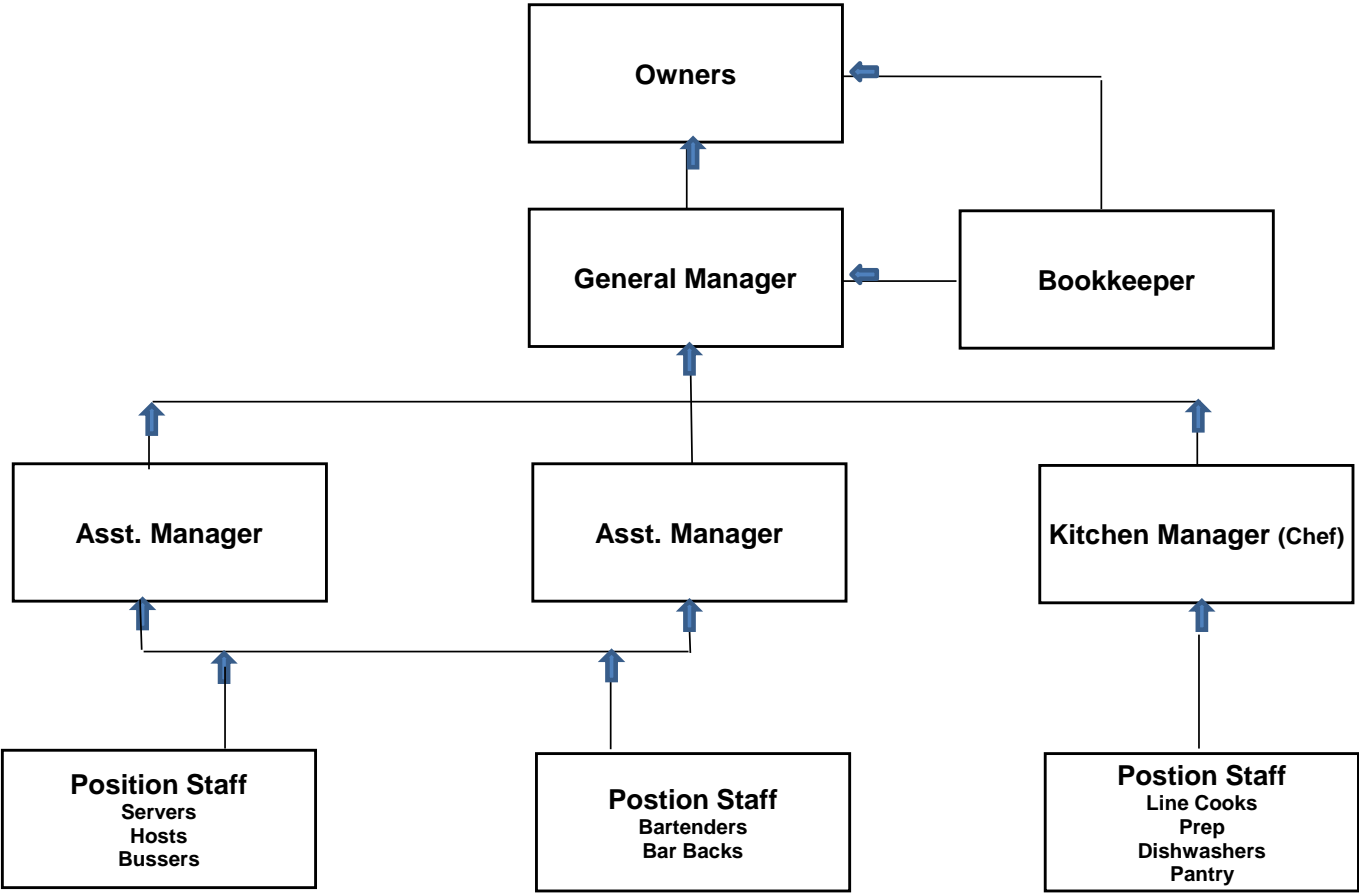 Owners
General Manager
Bookkeeper
Asst. Manager
Asst. Manager
Kitchen Manager (Chef)
Position Staff
Servers
Hosts
Bussers
Postion Staff
Bartenders
Bar Backs
Postion Staff
Line Cooks
Prep
Dishwashers
Pantry